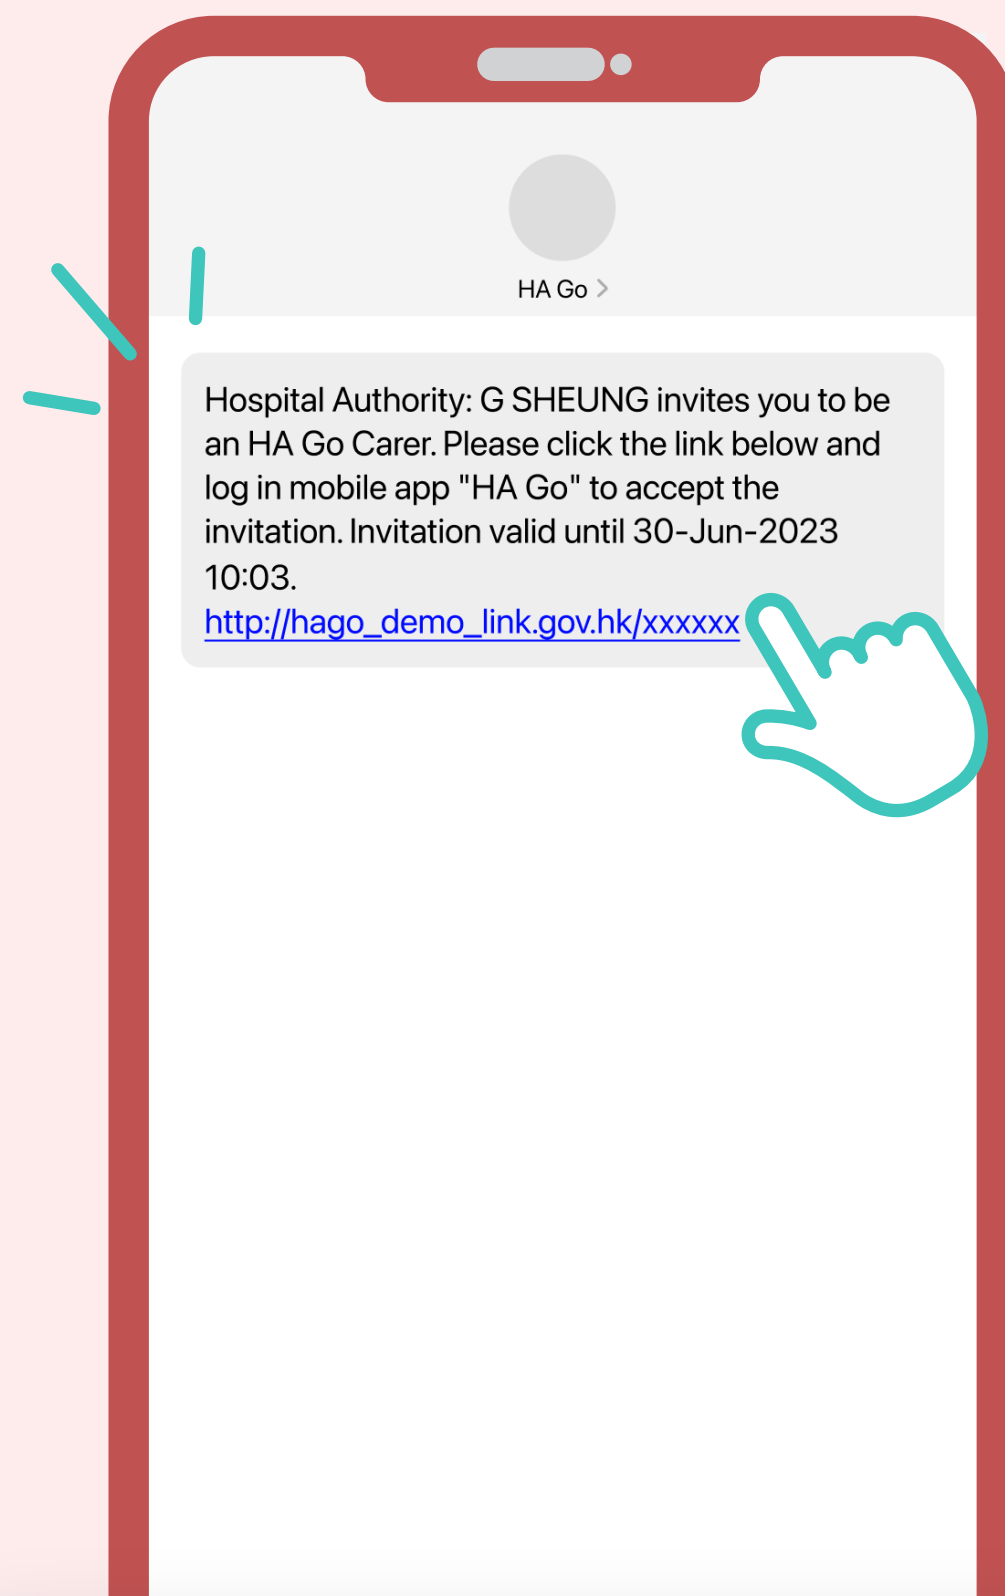 HA Go
Hospital Authority: G SHEUNG invites you to be
an HA Go Carer. Please click the link below and
log in mobile app "HA Go" to accept the
invitation. Invitation valid until 30-Jun-2023
10:03.
http://hago_demo_link.gov.hk/xxxxxx